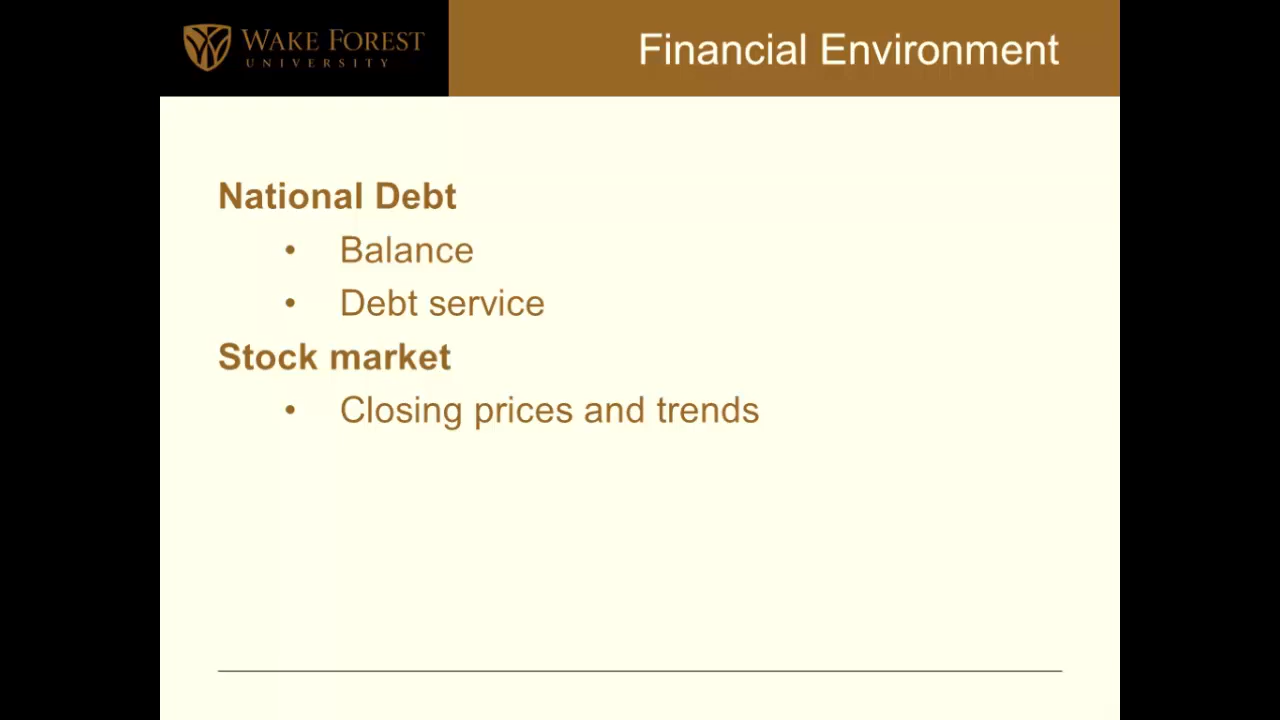 WAKE FOREST
UNIVERSITY
Financial Environment
National Debt
• Balance
• Debt service
Stock market
• Closing prices and trends